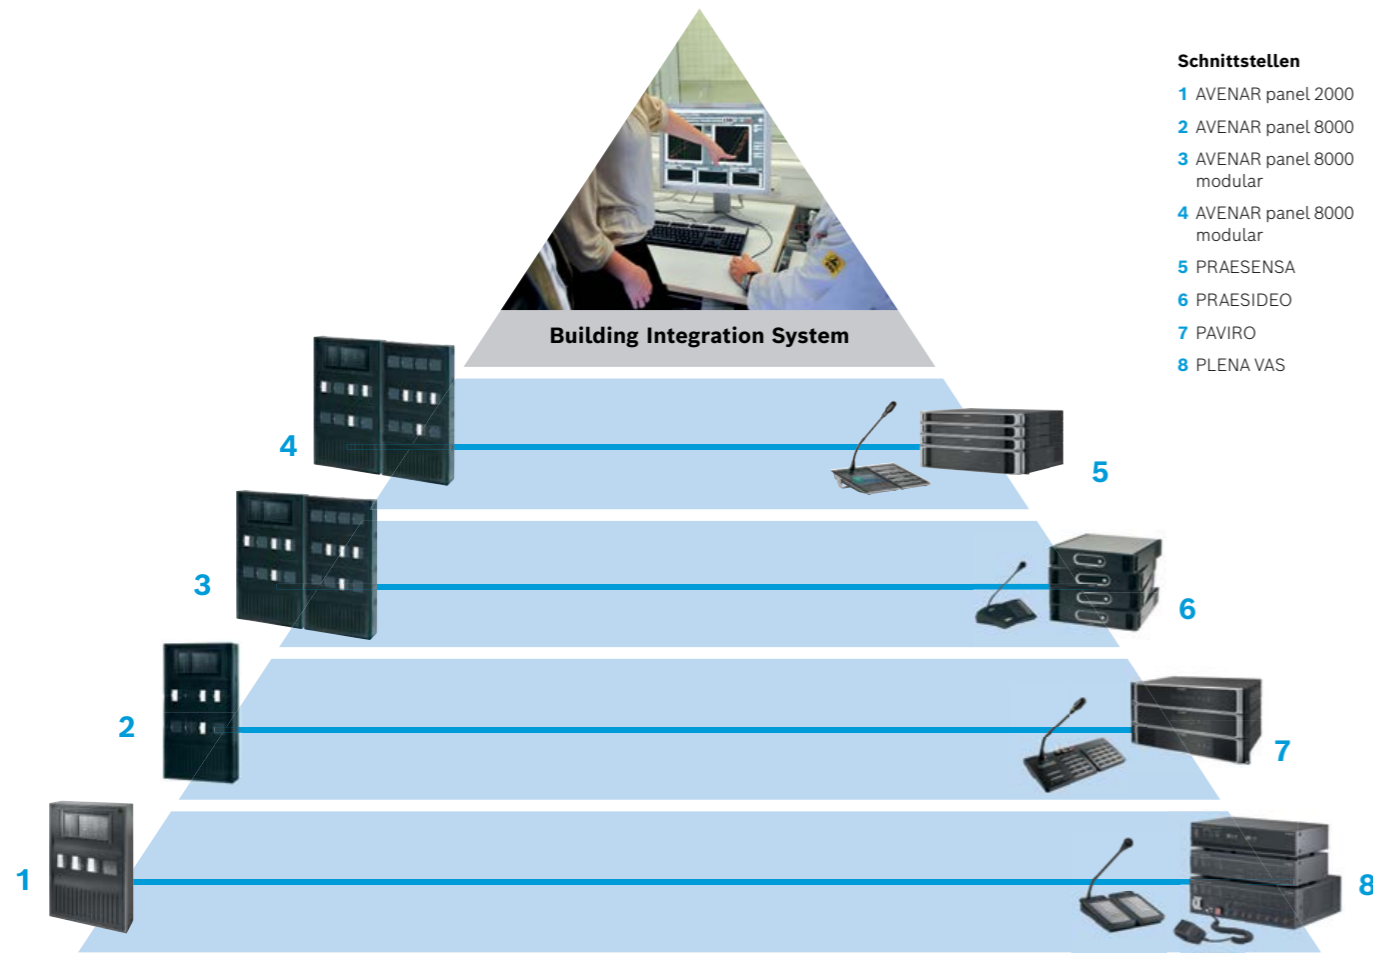 Schnittstellen
1 AVENAR panel 2000
2 AVENAR panel 8000
3 AVENAR panel 8000
modular
4 AVENAR panel 8000
modular
5 PRAESENSA
6 PRAESIDEO
7 PAVIRO
8 PLENA VAS
Building Integration System
4
5
3
6
2
7
1
8